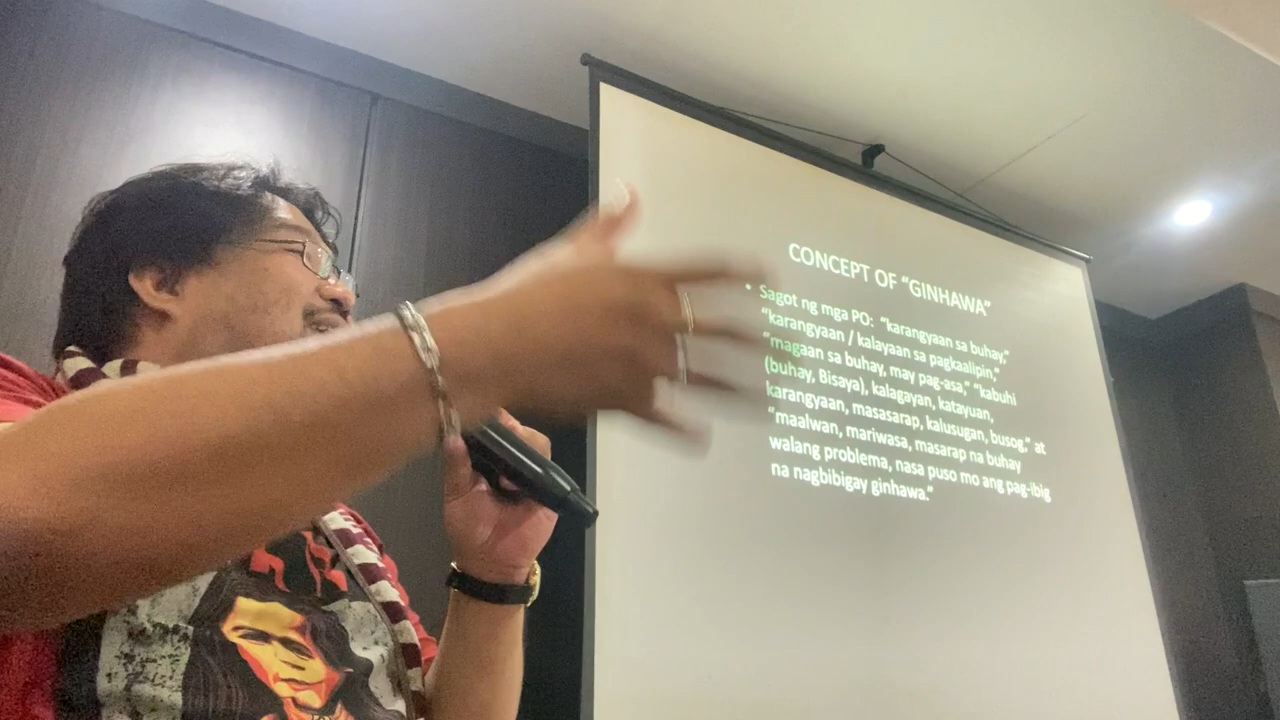 CONCEPT OF “GINHAWA”
• Sagot ng mga PO: “karangyaan sa buhay,”
“karangyaan / kalayaan sa pagkaalipin,”
“magaan sa buhay, may pag-asa,” “kabuhi
(buhay, Bisaya), kalagayan, katayuan,
karangyaan, masasarap, kalusugan, busog,” at
“maalwan, mariwasa, masarap na buhay
walang problema, nasa puso mo ang pag-ibig
na nagbibigay ginhawa.”